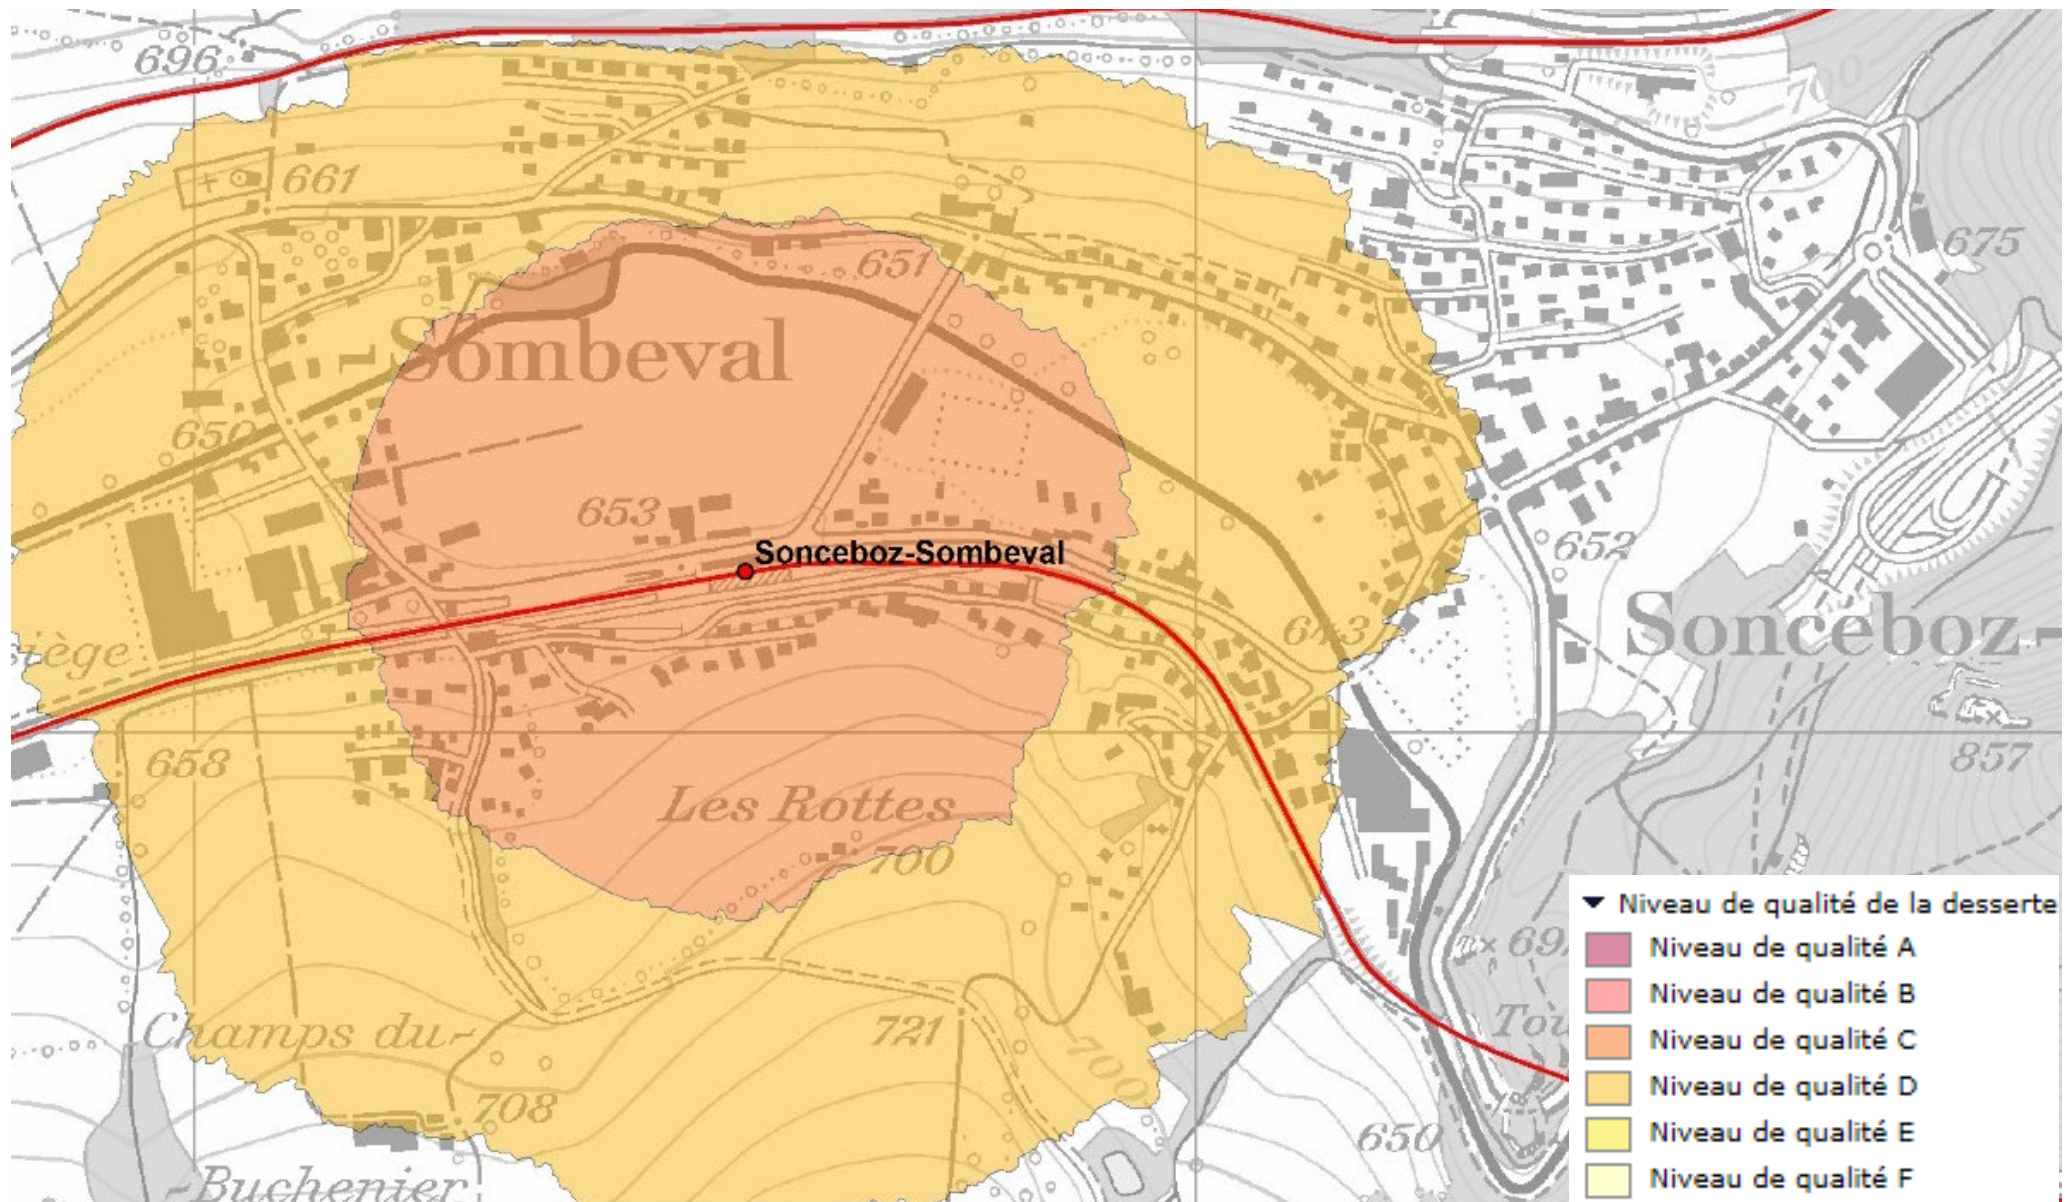 696
700
661
675
651
Sombeval
650
653
652
Sonceboz-Sombeval
643
Sonceboz-
658
857
Les Rottes
700
Niveau de qualité de la desserte
Niveau de qualité A
Niveau de qualité B
Niveau de qualité C
Niveau de qualité D
Niveau de qualité E
Niveau de qualité F
Champs du-
721
700
708
650
-Buchenier